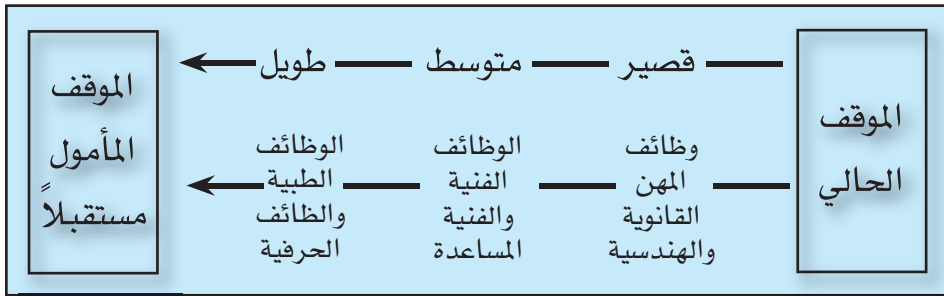 الموقف
الحالي
قصير
متوسط
طويل
وظائف
المهن
القانوية
والهندسية
الوظائف
الفنية
والفنية
المساعدة
الوظائف
الطبية
والظائف
الحرفية
الموقف
المأمول
مستقبلاً